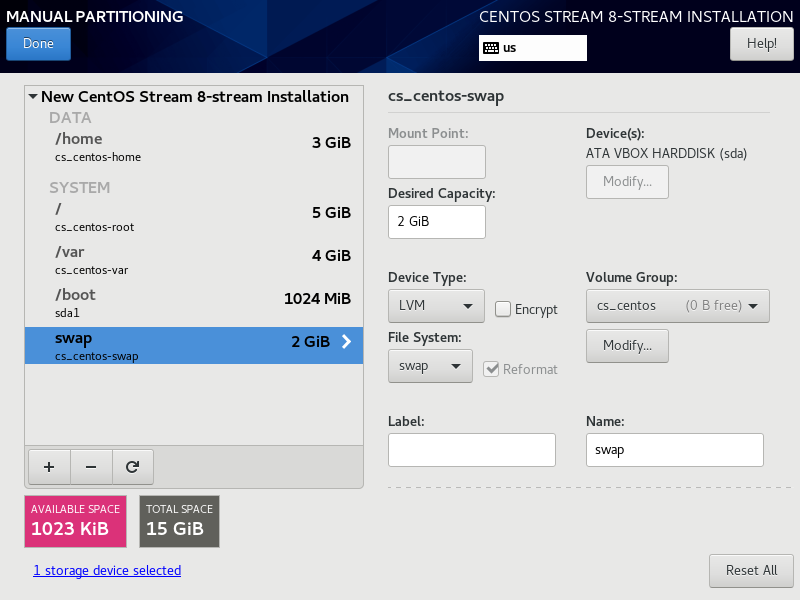 MANUAL PARTITIONING
CENTOS STREAM 8-STREAM INSTALLATION
Done
us
Help!
New CentOS Stream 8-stream Installation
DATA
/home
3 GiB
cs_centos-home
SYSTEM
/
5 GiB
cs_centos-root
/var
4 GiB
cs_centos-var
/boot
1024 MiB
sda1
swap
2 GiB
cs_centos-swap
+ −
AVAILABLE SPACE
1023 KiB
TOTAL SPACE
15 GiB
1 storage device selected
cs_centos-swap
Mount Point:
Device(s):
ATA VBOX HARDDISK (sda)
Modify...
Desired Capacity:
2 GiB
Device Type:
Volume Group:
LVM
Encrypt
cs_centos (0 B free)
File System:
Modify...
swap
Reformat
Label:
Name:
swap
Reset All